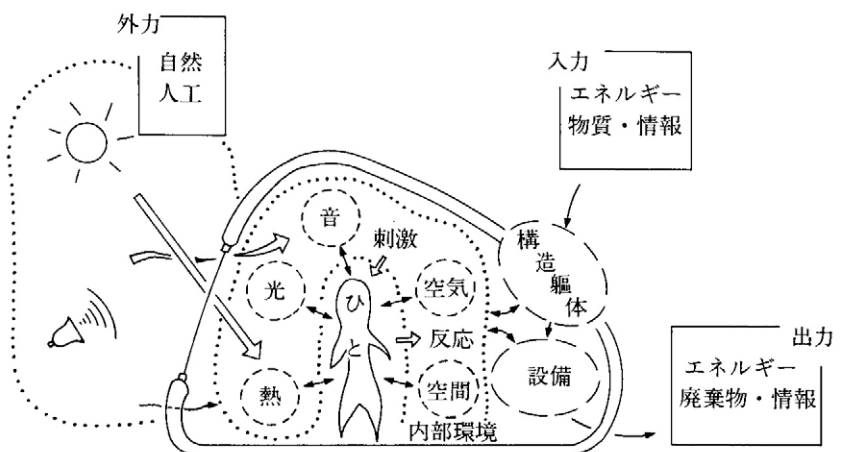 外力
自然
人工
入力
エネルギー
物質・情報
音
刺激
構造躯体
光
空気
ひと
反応
出力
エネルギー
廃棄物・情報
熱
空間
設備
内部環境